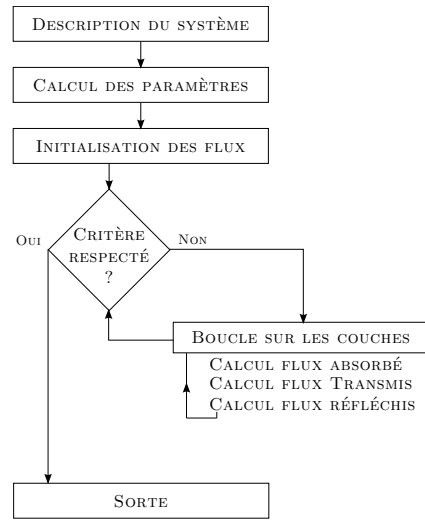 Description du système
Calcul des paramètres
Initialisation des flux
Critère
respecté
?
Oui
Non
Boucle sur les couches
Calcul flux absorbé
Calcul flux Transmis
Calcul flux réfléchis
Sorte